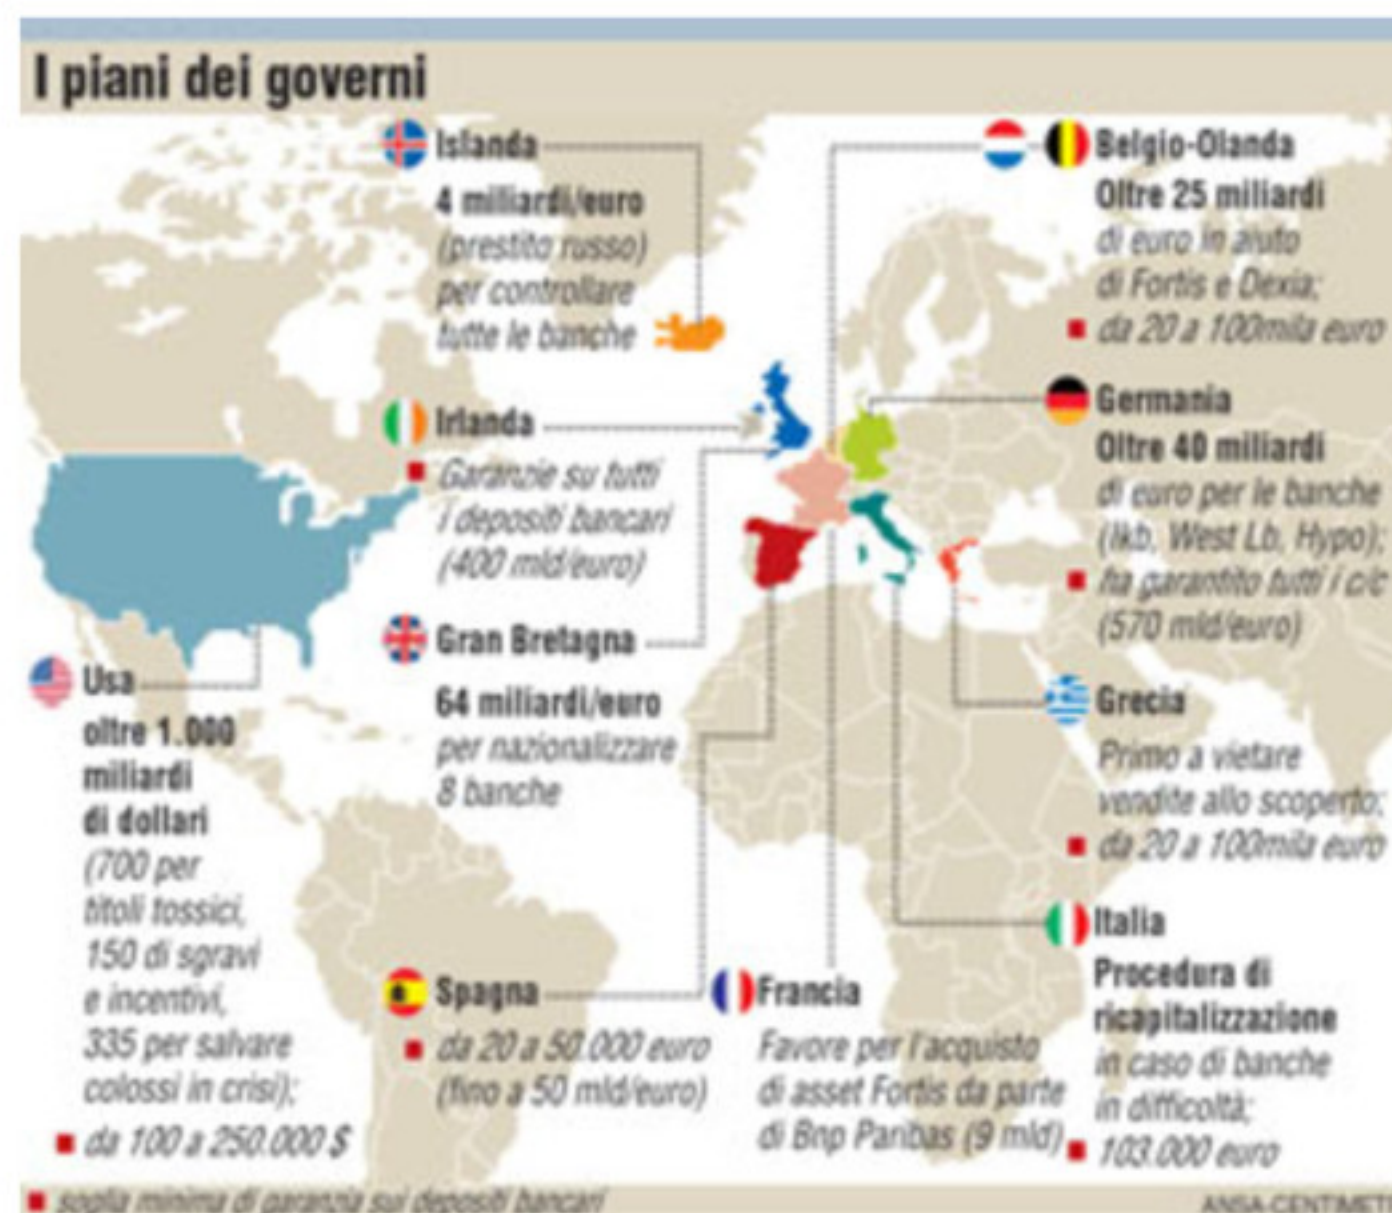 I piani dei governi
Islanda
4 miliardi/euro
(prestito russo)
per controllare
tutte le banche
Irlanda
Garanzie su tutti
i depositi bancari
(400 mld/euro)
Gran Bretagna
64 miliardi/euro
per nazionalizzare
8 banche
Usa
oltre 1.000
miliardi
di dollari
(700 per
titoli tossici,
150 di sgravi
e incentivi,
335 per salvare
colossi in crisi);
da 100 a 250.000 $
Spagna
da 20 a 50.000 euro
(fino a 50 mld/euro)
Francia
Favore per l'acquisto
di asset Fortis da parte
di Bnp Paribas (9 mld)
Belgio-Olanda
Oltre 25 miliardi
di euro in aiuto
di Fortis e Dexia;
da 20 a 100mila euro
Germania
Oltre 40 miliardi
di euro per le banche
(Ikb, West Lb, Hypo);
ha garantito tutti i c/c
(570 mld/euro)
Grecia
Primo a vietare
vendite allo scoperto;
da 20 a 100mila euro
Italia
Procedura di
ricapitalizzazione
in caso di banche
in difficoltà;
103.000 euro
soglia minima di garanzia sui depositi bancari
ANSA-CENTIMET